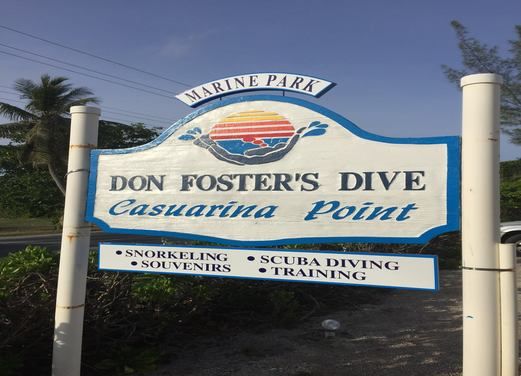 MARINE PARK
DON FOSTER'S DIVE
Casuarina Point
• SNORKELING • SCUBA DIVING
• SOUVENIRS • TRAINING